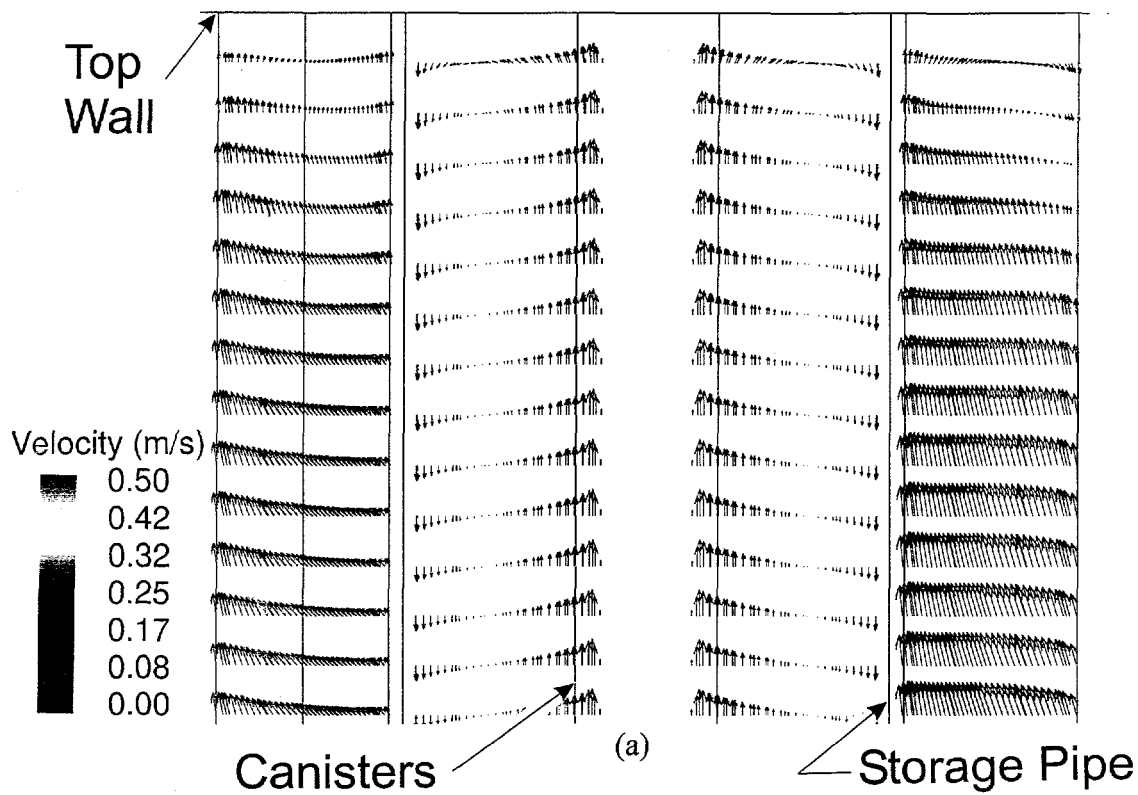 Top
Wall
Velocity (m/s)
0.50
0.42
0.32
0.25
0.17
0.08
0.00
Canisters
(a)
Storage Pipe